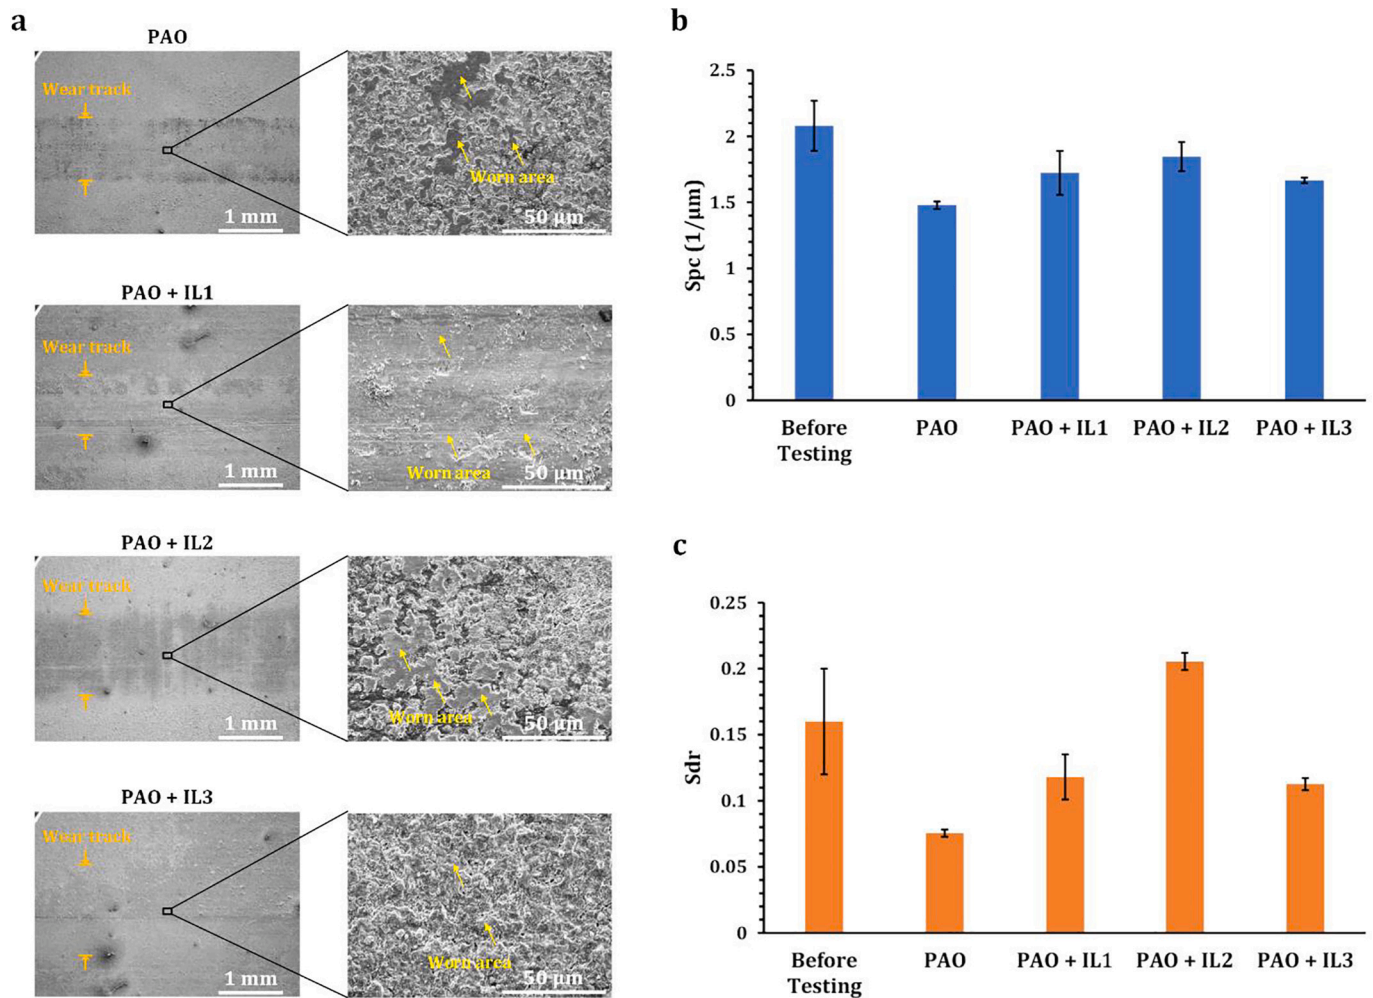 a
PAO
Wear track
1 mm
Worn area
50 µm
PAO + IL1
Wear track
1 mm
Worn area
50 µm
PAO + IL2
Wear track
1 mm
Worn area
50 µm
PAO + IL3
Wear track
1 mm
Worn area
50 µm
b
Spc (1/µm)
2.5
2
1.5
1
0.5
0
Before Testing
PAO
PAO + IL1
PAO + IL2
PAO + IL3
c
Sdr
0.25
0.2
0.15
0.1
0.05
0
Before Testing
PAO
PAO + IL1
PAO + IL2
PAO + IL3